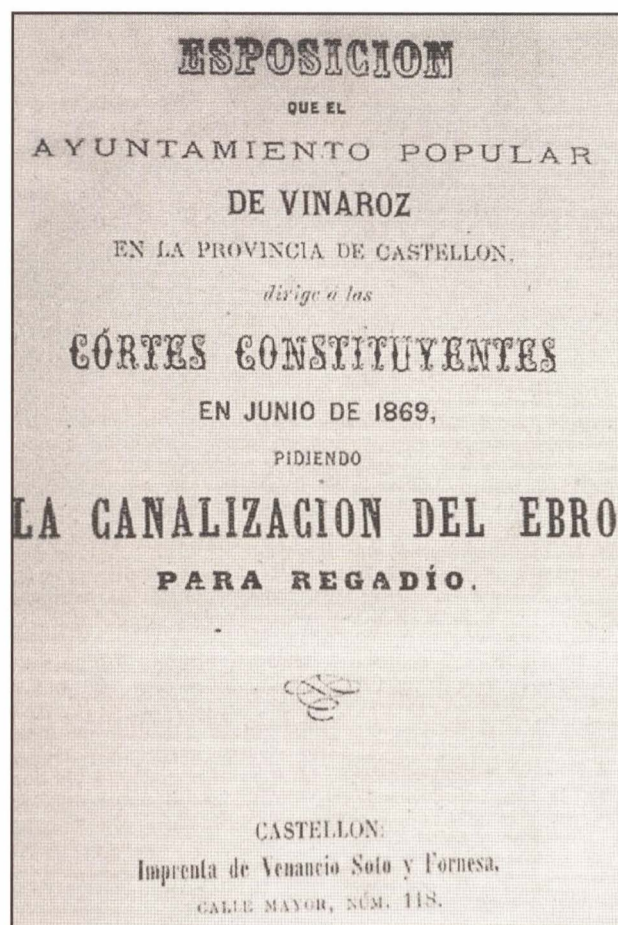 ESPOSICION
QUE EL
AYUNTAMIENTO POPULAR
DE VINAROZ
EN LA PROVINCIA DE CASTELLON,
dirige á las
CÓRTES CONSTITUYENTES
EN JUNIO DE 1869,
PIDIENDO
LA CANALIZACION DEL EBRO
PARA REGADÍO.
CASTELLON:
Imprenta de Venancio Soto y Fornesa,
CALLE MAYOR, NÚM. 118.